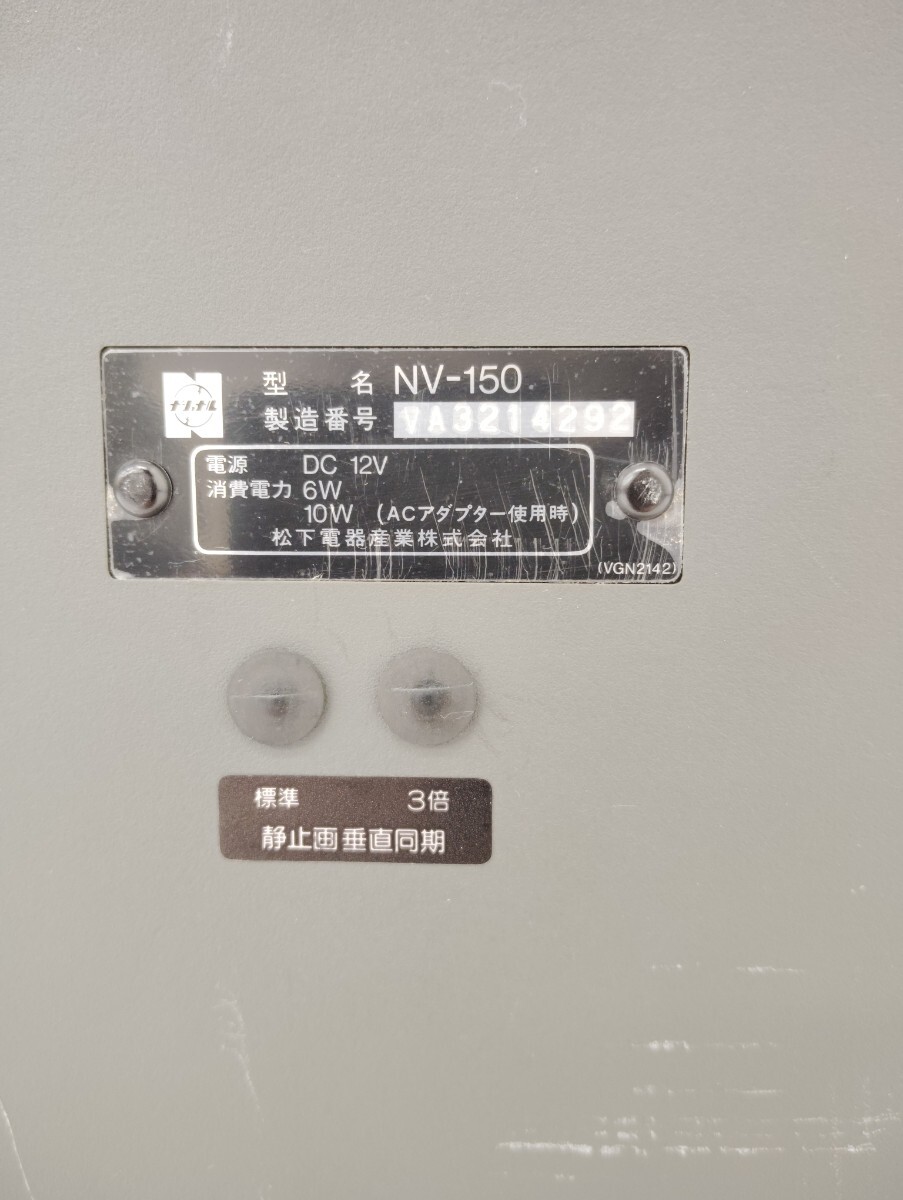 ナショナル
型 名 NV-150
製造番号 VA3214292
電源 DC 12V
消費電力 6W
10W (ACアダプター使用時)
松下電器産業株式会社
(VGN2142)
標準 3倍
静止画垂直同期